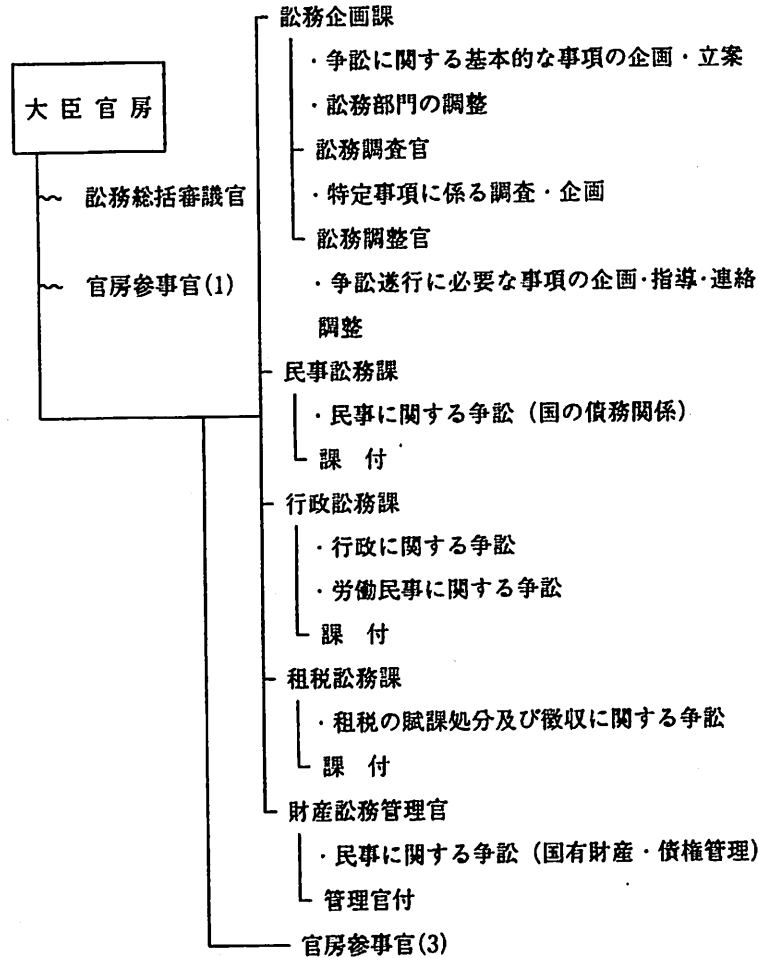 大臣官房
訟務総括審議官
官房参事官(1)
訟務企画課
・争訟に関する基本的な事項の企画・立案
・訟務部門の調整
訟務調査官
・特定事項に係る調査・企画
訟務調整官
・争訟遂行に必要な事項の企画・指導・連絡
調整
民事訟務課
・民事に関する争訟（国の債務関係）
課　付
行政訟務課
・行政に関する争訟
・労働民事に関する争訟
課　付
租税訟務課
・租税の賦課処分及び徴収に関する争訟
課　付
財産訟務管理官
・民事に関する争訟（国有財産・債権管理）
管理官付
官房参事官(3)